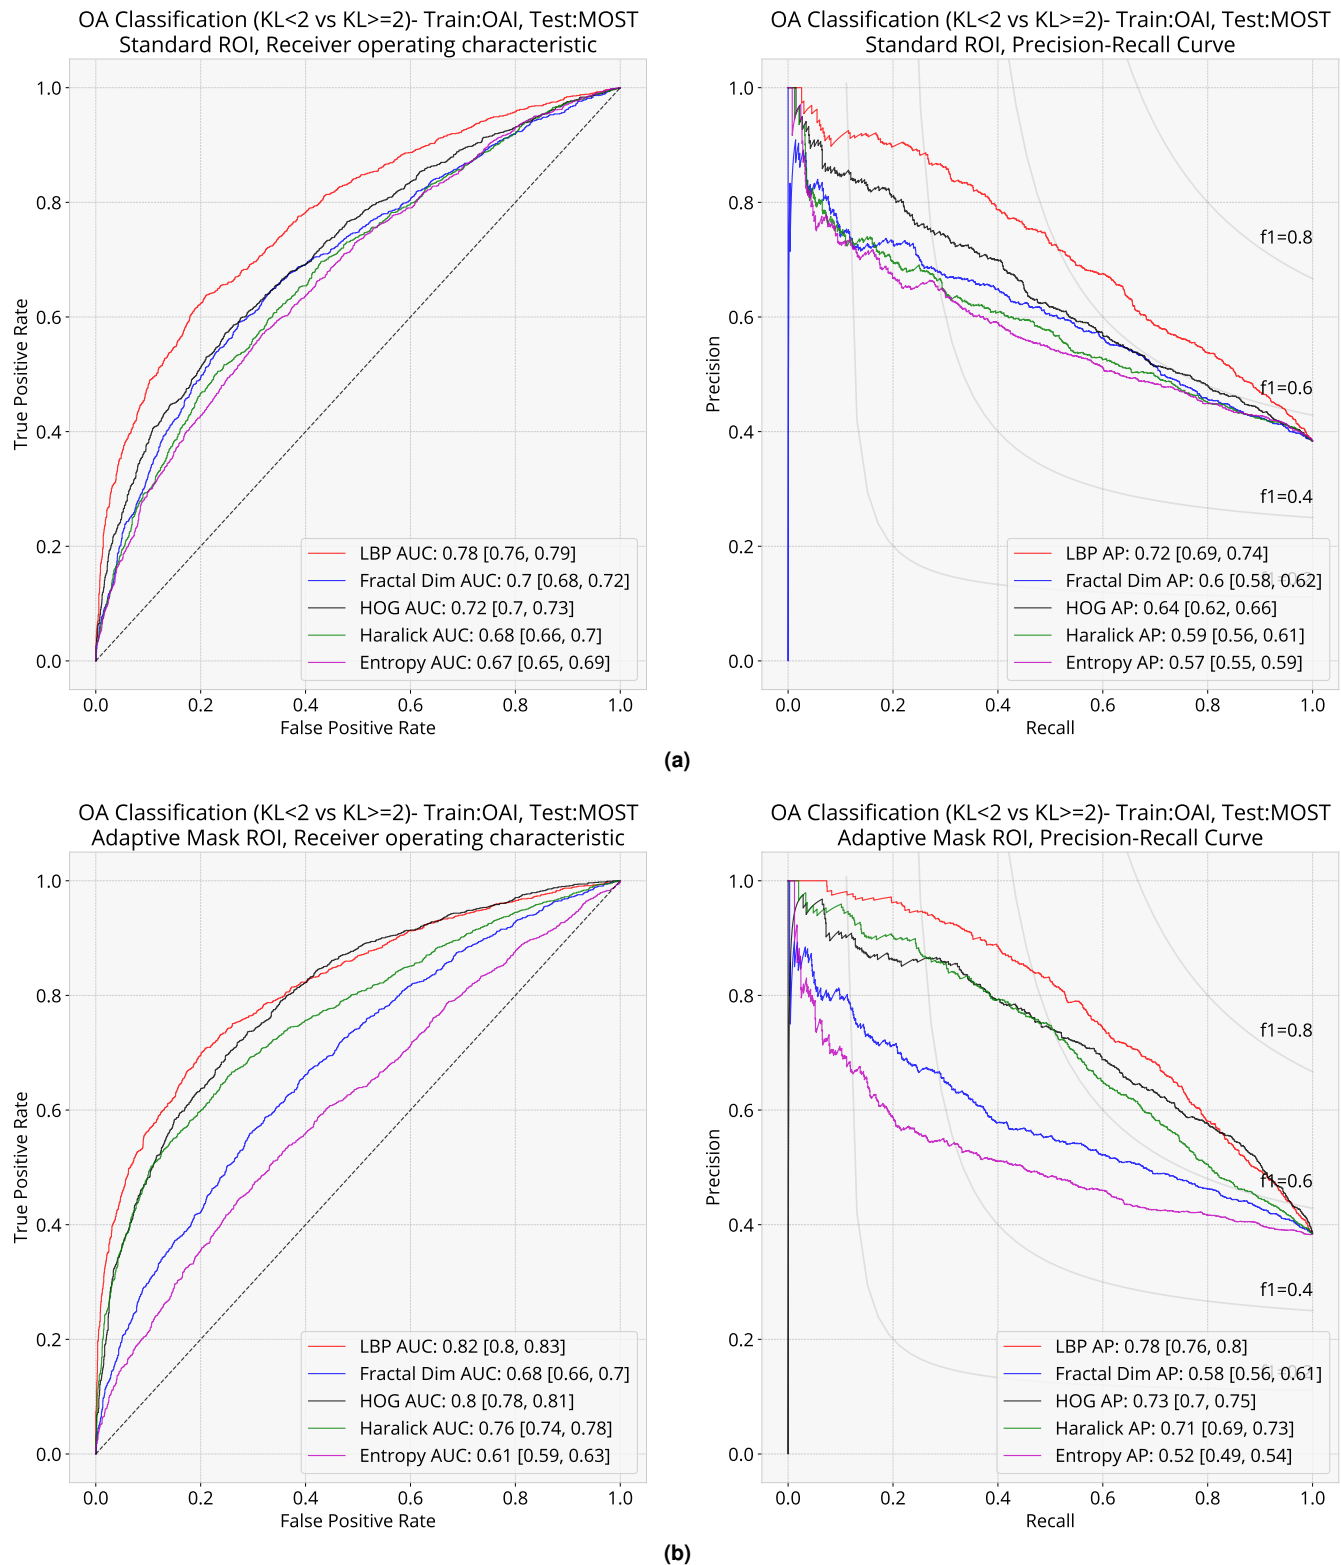 OA Classification (KL<2 vs KL>=2)- Train:OAI, Test:MOST
Standard ROI, Receiver operating characteristic
1.0
0.8
0.6
0.4
0.2
0.0
True Positive Rate
LBP AUC: 0.78 [0.76, 0.79]
Fractal Dim AUC: 0.7 [0.68, 0.72]
HOG AUC: 0.72 [0.7, 0.73]
Haralick AUC: 0.68 [0.66, 0.7]
Entropy AUC: 0.67 [0.65, 0.69]
0.0 0.2 0.4 0.6 0.8 1.0
False Positive Rate
OA Classification (KL<2 vs KL>=2)- Train:OAI, Test:MOST
Standard ROI, Precision-Recall Curve
1.0
0.8
0.6
0.4
0.2
0.0
Precision
f1=0.8
f1=0.6
f1=0.4
LBP AP: 0.72 [0.69, 0.74]
Fractal Dim AP: 0.6 [0.58, 0.62]
HOG AP: 0.64 [0.62, 0.66]
Haralick AP: 0.59 [0.56, 0.61]
Entropy AP: 0.57 [0.55, 0.59]
0.0 0.2 0.4 0.6 0.8 1.0
Recall
(a)
OA Classification (KL<2 vs KL>=2)- Train:OAI, Test:MOST
Adaptive Mask ROI, Receiver operating characteristic
1.0
0.8
0.6
0.4
0.2
0.0
True Positive Rate
LBP AUC: 0.82 [0.8, 0.83]
Fractal Dim AUC: 0.68 [0.66, 0.7]
HOG AUC: 0.8 [0.78, 0.81]
Haralick AUC: 0.76 [0.74, 0.78]
Entropy AUC: 0.61 [0.59, 0.63]
0.0 0.2 0.4 0.6 0.8 1.0
False Positive Rate
OA Classification (KL<2 vs KL>=2)- Train:OAI, Test:MOST
Adaptive Mask ROI, Precision-Recall Curve
1.0
0.8
0.6
0.4
0.2
0.0
Precision
f1=0.8
f1=0.6
f1=0.4
LBP AP: 0.78 [0.76, 0.8]
Fractal Dim AP: 0.58 [0.56, 0.61]
HOG AP: 0.73 [0.7, 0.75]
Haralick AP: 0.71 [0.69, 0.73]
Entropy AP: 0.52 [0.49, 0.54]
0.0 0.2 0.4 0.6 0.8 1.0
Recall
(b)